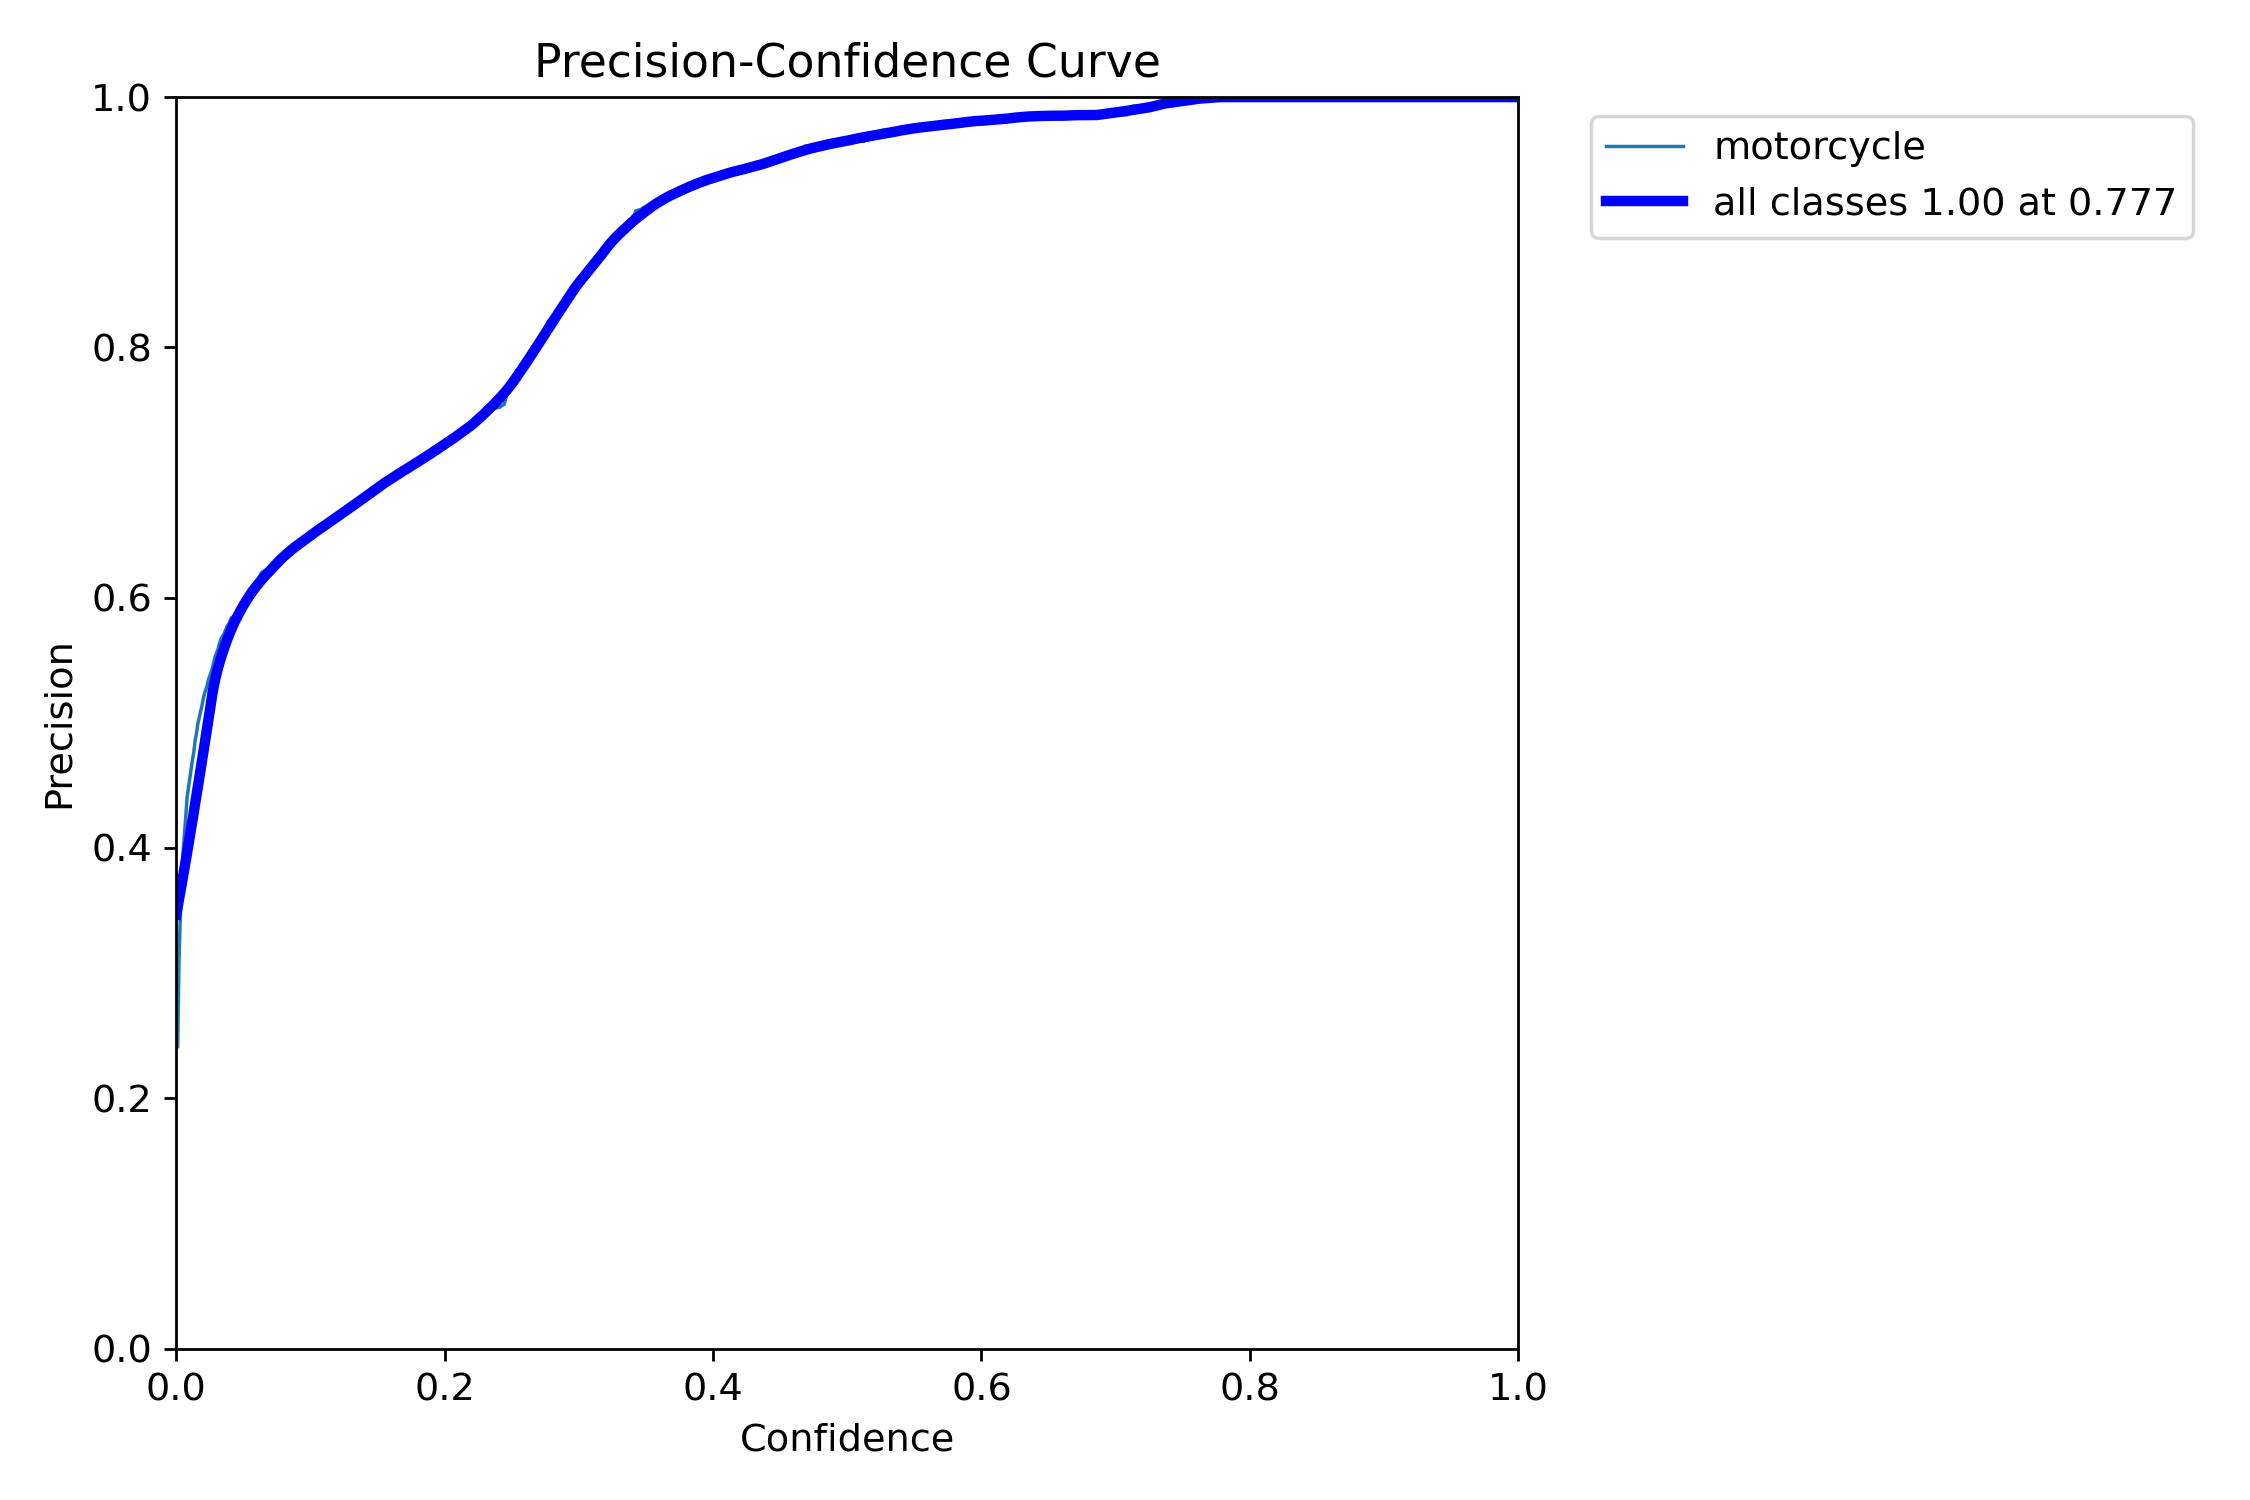 Precision-Confidence Curve
1.0
0.8
0.6
0.4
0.2
0.0
Precision
0.0 0.2 0.4 0.6 0.8 1.0
Confidence
motorcycle
all classes 1.00 at 0.777